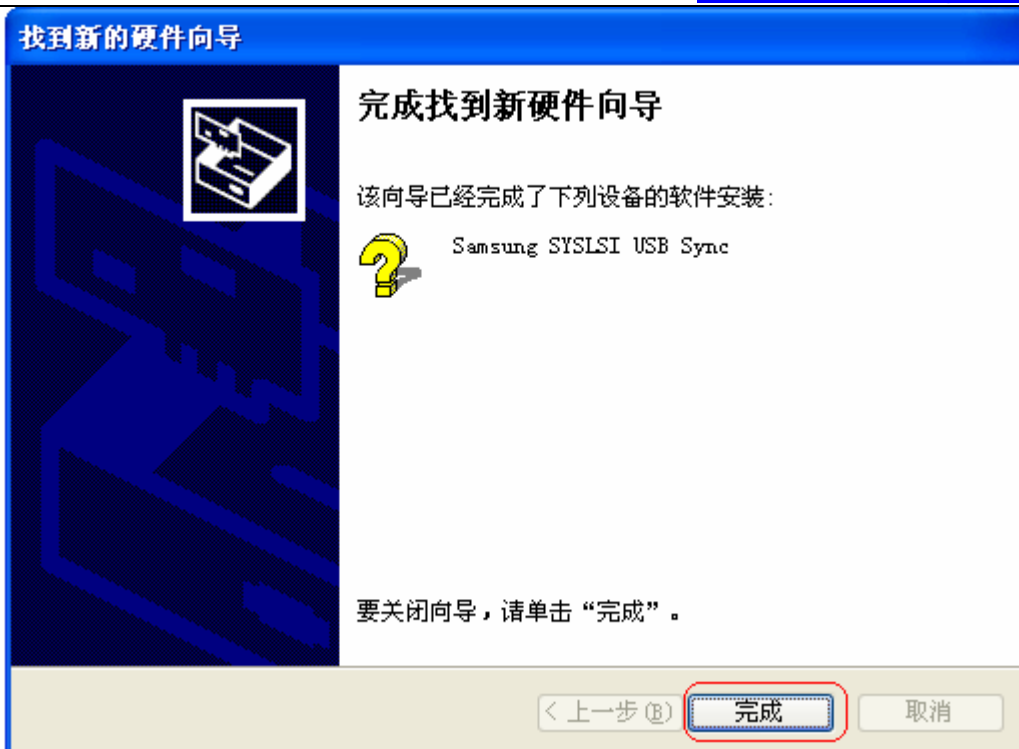 找到新的硬件向导
完成找到新硬件向导
该向导已经完成了下列设备的软件安装:
Samsung SYSLSI USB Sync
要关闭向导，请单击“完成”。
< 上一步(B) 完成 取消